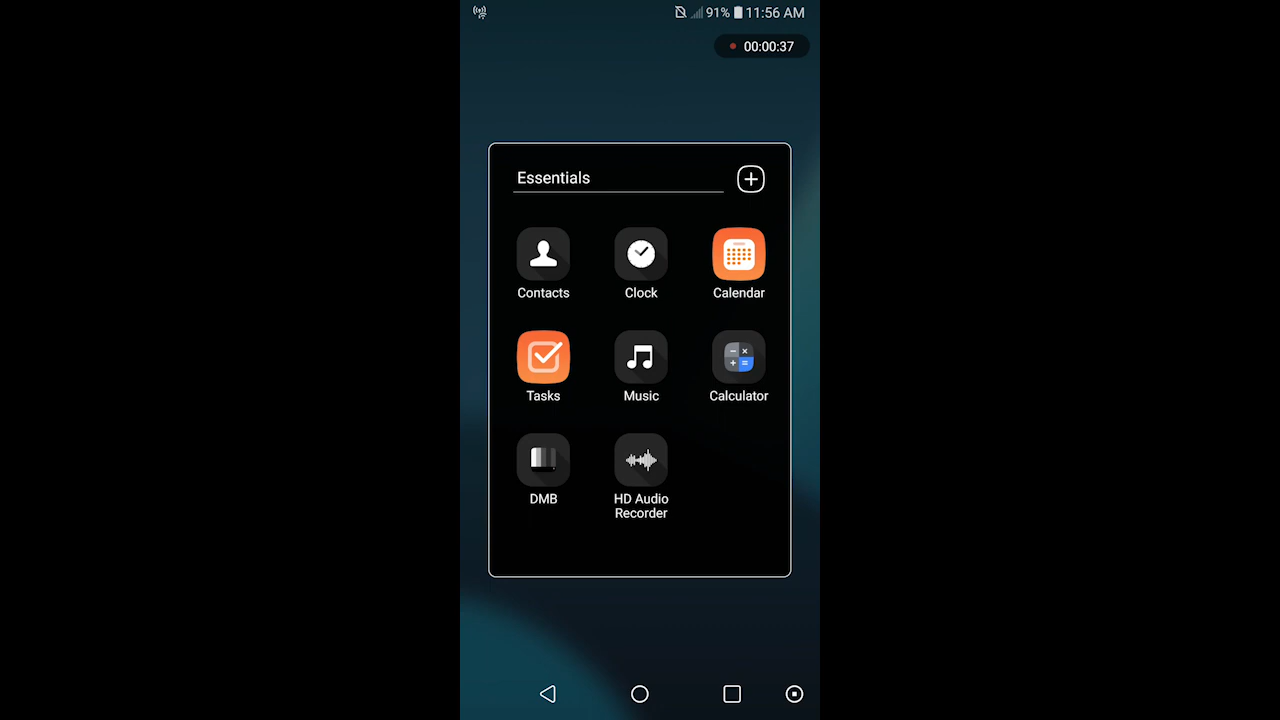 91% 11:56 AM
00:00:37
Essentials
Contacts Clock Calendar
Tasks Music Calculator
DMB HD Audio
Recorder